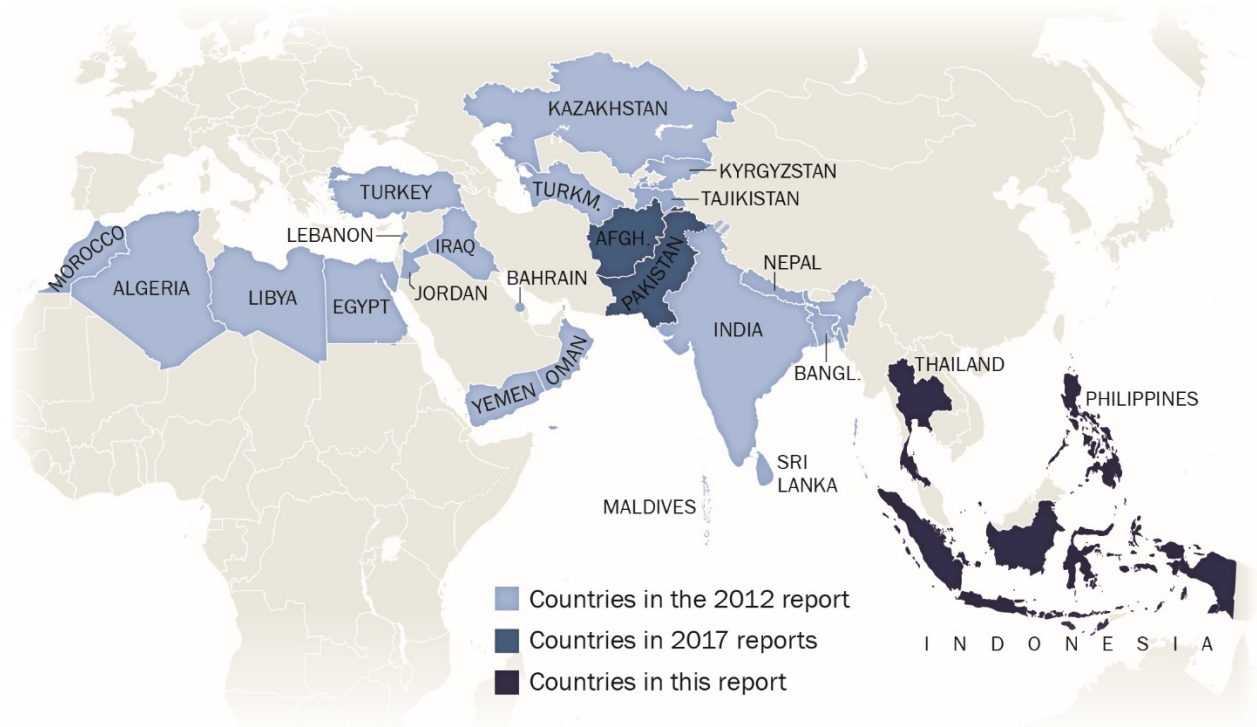 KAZAKHSTAN
KYRGYZSTAN
TURKEY
TURKM.
TAJIKISTAN
MOROCCO
LEBANON
IRAQ
AFGH.
PAKISTAN
ALGERIA
LIBYA
EGYPT
JORDAN
BAHRAIN
NEPAL
INDIA
OMAN
YEMEN
BANGL.
THAILAND
PHILIPPINES
SRI
LANKA
MALDIVES
Countries in the 2012 report
Countries in 2017 reports
Countries in this report
INDONESIA